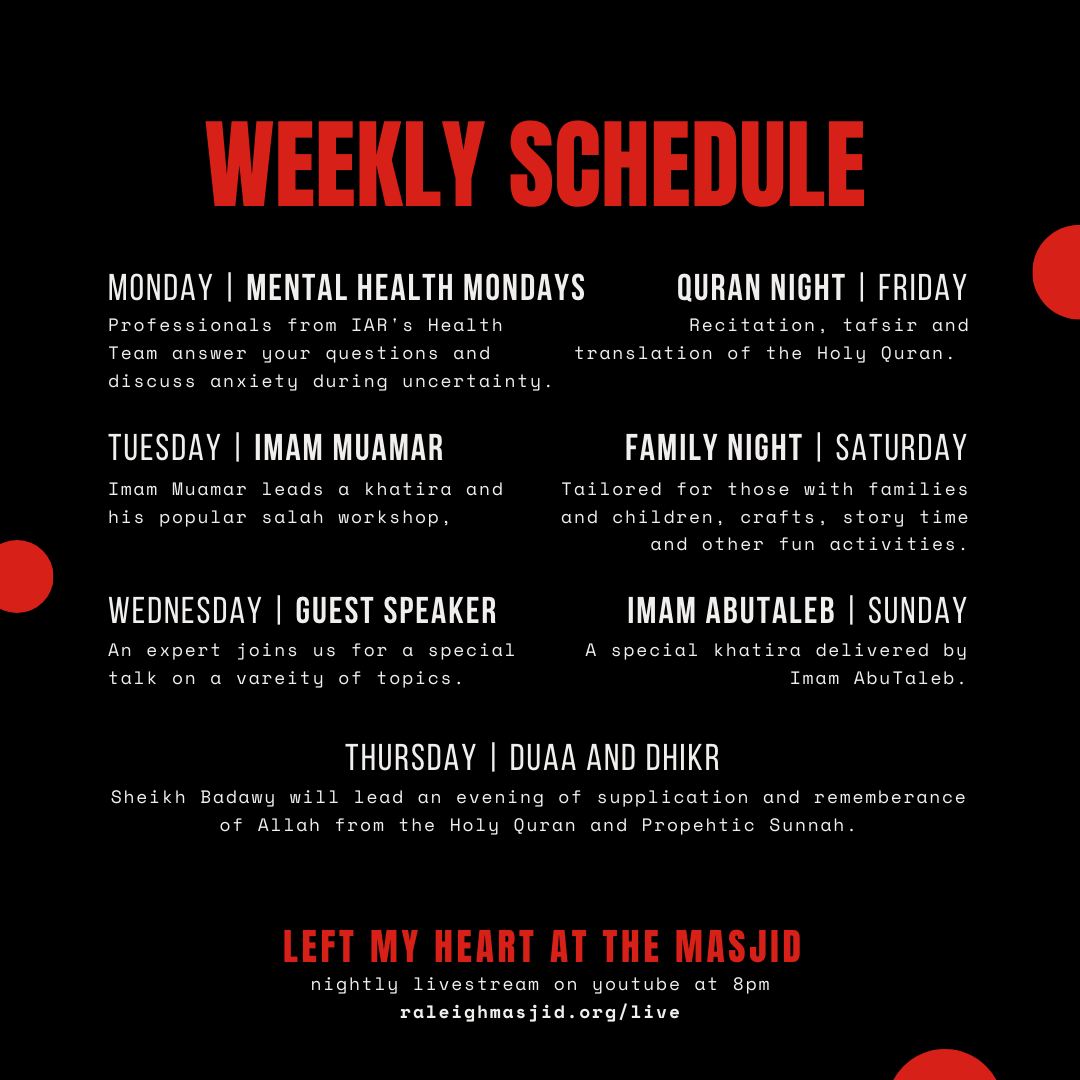 WEEKLY SCHEDULE
MONDAY | MENTAL HEALTH MONDAYS
Professionals from IAR's Health
Team answer your questions and
discuss anxiety during uncertainty.
TUESDAY | IMAM MUAMAR
Imam Muamar leads a khatira and
his popular salah workshop,
WEDNESDAY | GUEST SPEAKER
An expert joins us for a special
talk on a vareity of topics.
QURAN NIGHT | FRIDAY
Recitation, tafsir and
translation of the Holy Quran.
FAMILY NIGHT | SATURDAY
Tailored for those with families
and children, crafts, story time
and other fun activities.
IMAM ABUTALEB | SUNDAY
A special khatira delivered by
Imam AbuTaleb.
THURSDAY | DUAA AND DHIKR
Sheikh Badawy will lead an evening of supplication and rememberance
of Allah from the Holy Quran and Propehtic Sunnah.
LEFT MY HEART AT THE MASJID
nightly livestream on youtube at 8pm
raleighmasjid.org/live